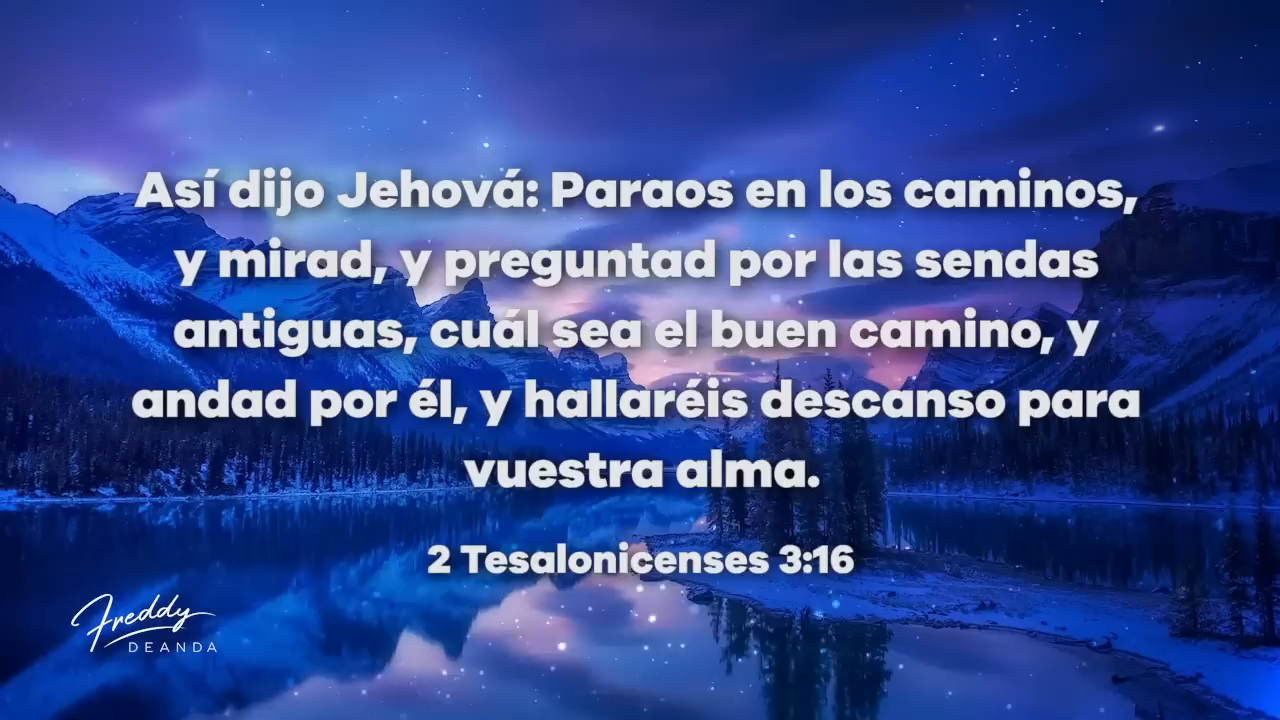 Así dijo Jehová: Paraos en los caminos,
y mirad, y preguntad por las sendas
antiguas, cuál sea el buen camino, y
andad por él, y hallaréis descanso para
vuestra alma.
2 Tesalonicenses 3:16
Freddy
DEANDA